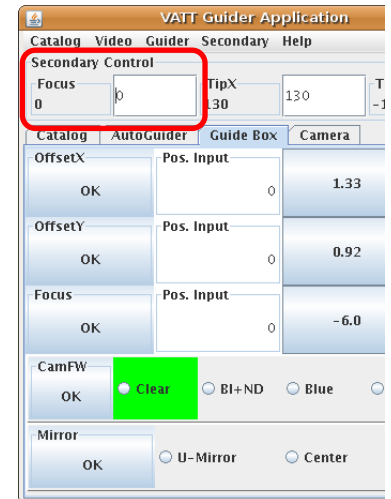 VATT Guider Application
Catalog Video Guider Secondary Help
Secondary Control
Focus TipX
0 0 130 130 -1
Catalog AutoGuider Guide Box Camera
OffsetX Pos. Input
OK 0 1.33
OffsetY Pos. Input
OK 0 0.92
Focus Pos. Input
OK 0 -6.0
CamFW
OK Clear BI+ND Blue
Mirror
OK U-Mirror Center